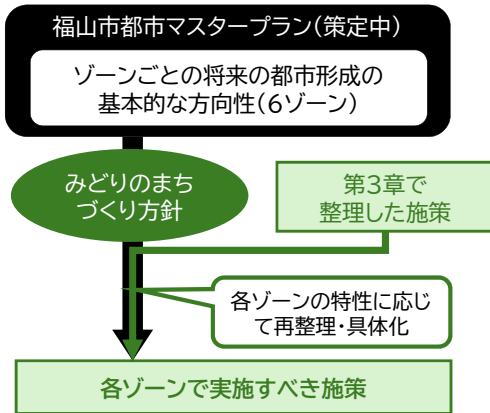 福山市都市マスタープラン(策定中)
ゾーンごとの将来の都市形成の
基本的な方向性(6ゾーン)
みどりのまち
づくり方針
第3章で
整理した施策
各ゾーンの特性に応じ
て再整理・具体化
各ゾーンで実施すべき施策